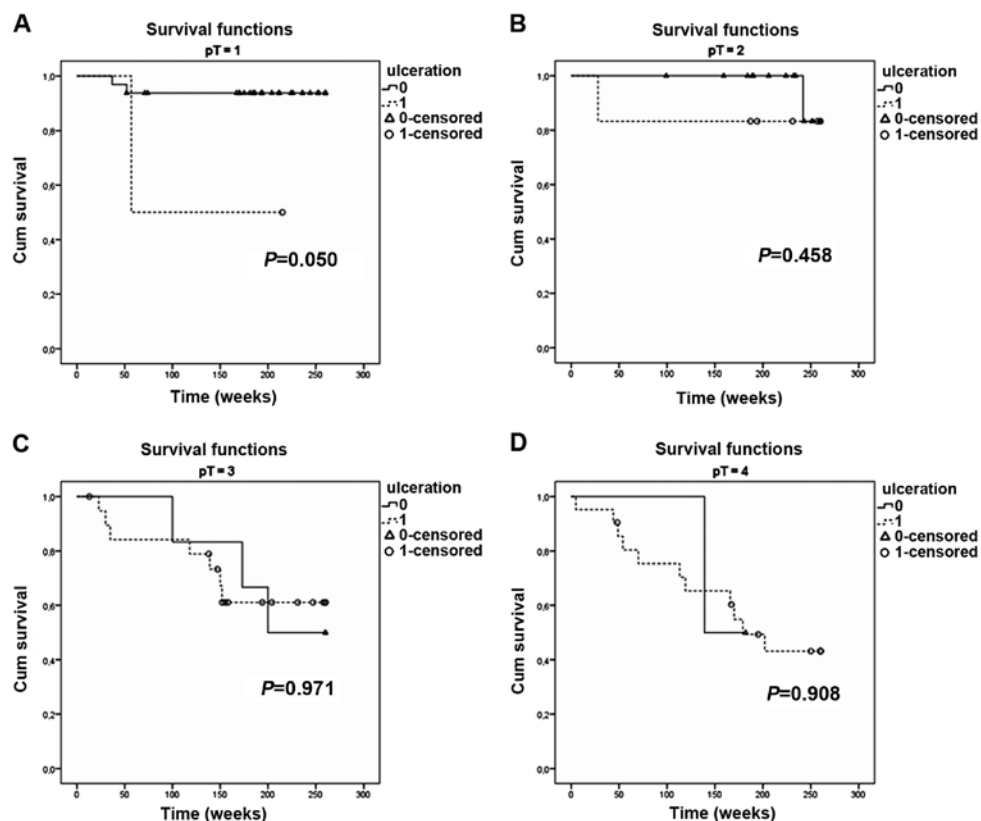 A
Survival functions
pT = 1
1,0
0,8
0,6
0,4
0,2
0,0
Cum survival
0 50 100 150 200 250 300
Time (weeks)
P=0.050
ulceration
0
1
0-censored
1-censored
B
Survival functions
pT = 2
1,0
0,8
0,6
0,4
0,2
0,0
Cum survival
0 50 100 150 200 250 300
Time (weeks)
P=0.458
ulceration
0
1
0-censored
1-censored
C
Survival functions
pT = 3
1,0
0,8
0,6
0,4
0,2
0,0
Cum survival
0 50 100 150 200 250 300
Time (weeks)
P=0.971
ulceration
0
1
0-censored
1-censored
D
Survival functions
pT = 4
1,0
0,8
0,6
0,4
0,2
0,0
Cum survival
0 50 100 150 200 250 300
Time (weeks)
P=0.908
ulceration
0
1
0-censored
1-censored